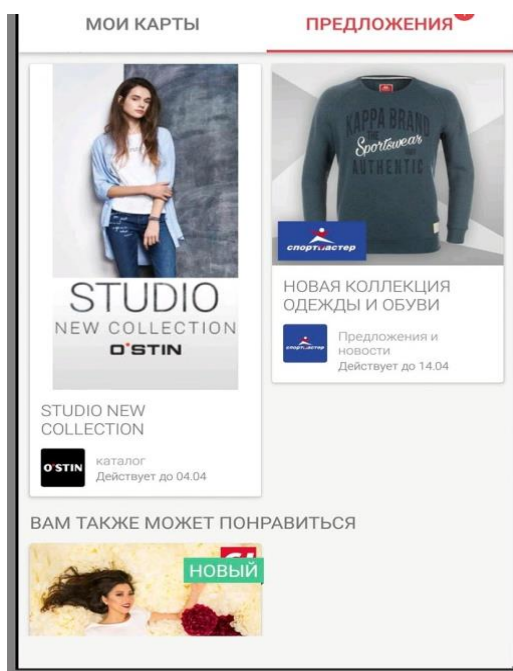 МОИ КАРТЫ
ПРЕДЛОЖЕНИЯ
STUDIO
NEW COLLECTION
O'STIN
STUDIO NEW
COLLECTION
O'STIN
каталог
Действует до 04.04
KAPPA BRAND
THE
Sportswear
AUTHENTIC
спортмастер
НОВАЯ КОЛЛЕКЦИЯ
ОДЕЖДЫ И ОБУВИ
спортмастер
Предложения и
новости
Действует до 14.04
ВАМ ТАКЖЕ МОЖЕТ ПОНРАВИТЬСЯ
НОВЫЙ